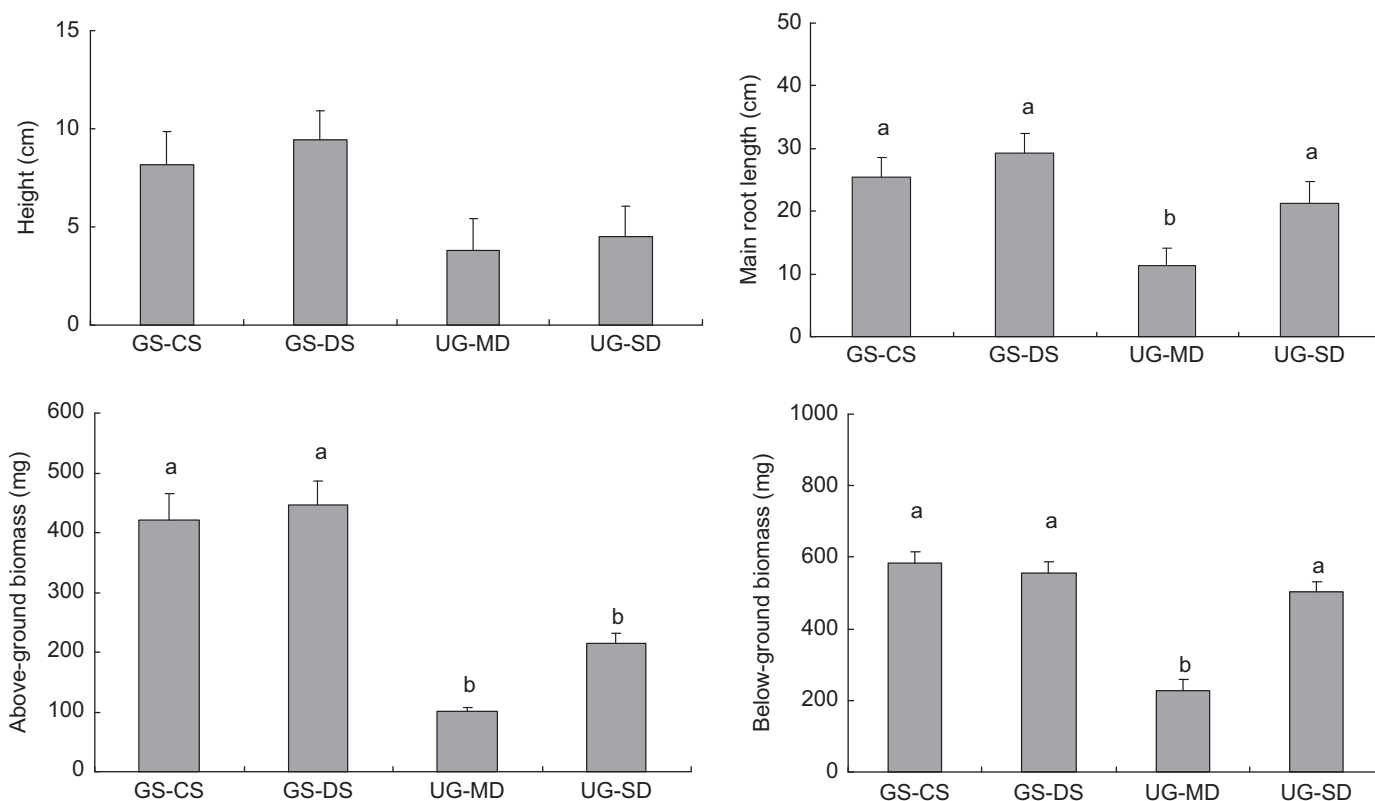 15
10
5
0
Height (cm)
GS-CS GS-DS UG-MD UG-SD
50
40
30
20
10
0
Main root length (cm)
a a b a
GS-CS GS-DS UG-MD UG-SD
600
500
400
300
200
100
0
Above-ground biomass (mg)
a a b b
GS-CS GS-DS UG-MD UG-SD
1000
800
600
400
200
0
Below-ground biomass (mg)
a a b a
GS-CS GS-DS UG-MD UG-SD